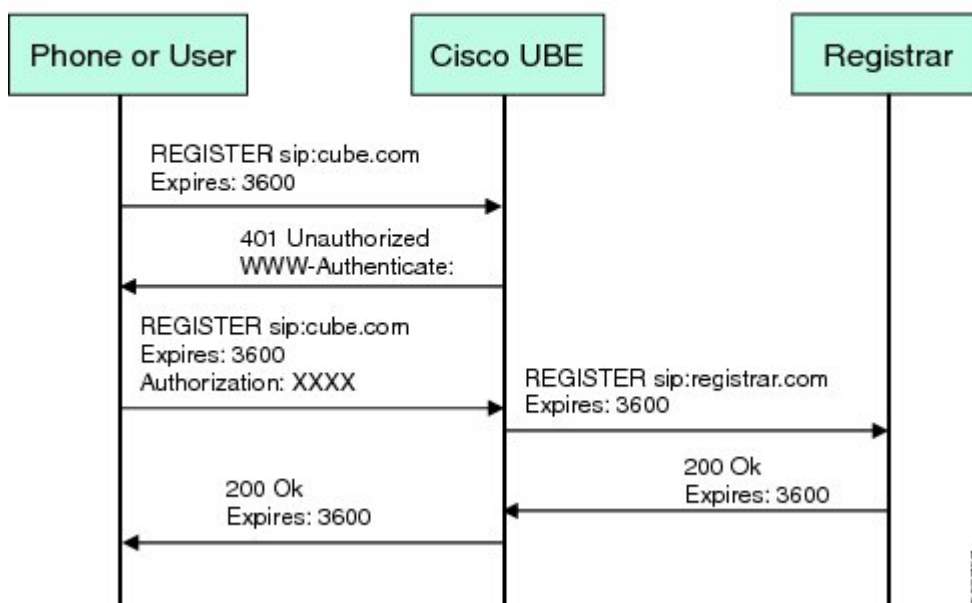 Phone or User
Cisco UBE
Registrar
REGISTER sip:cube.com
Expires: 3600
401 Unauthorized
WWW-Authenticate:
REGISTER sip:cube.com
Expires: 3600
Authorization: XXXX
REGISTER sip:registrar.com
Expires: 3600
200 Ok
Expires: 3600
200 Ok
Expires: 3600